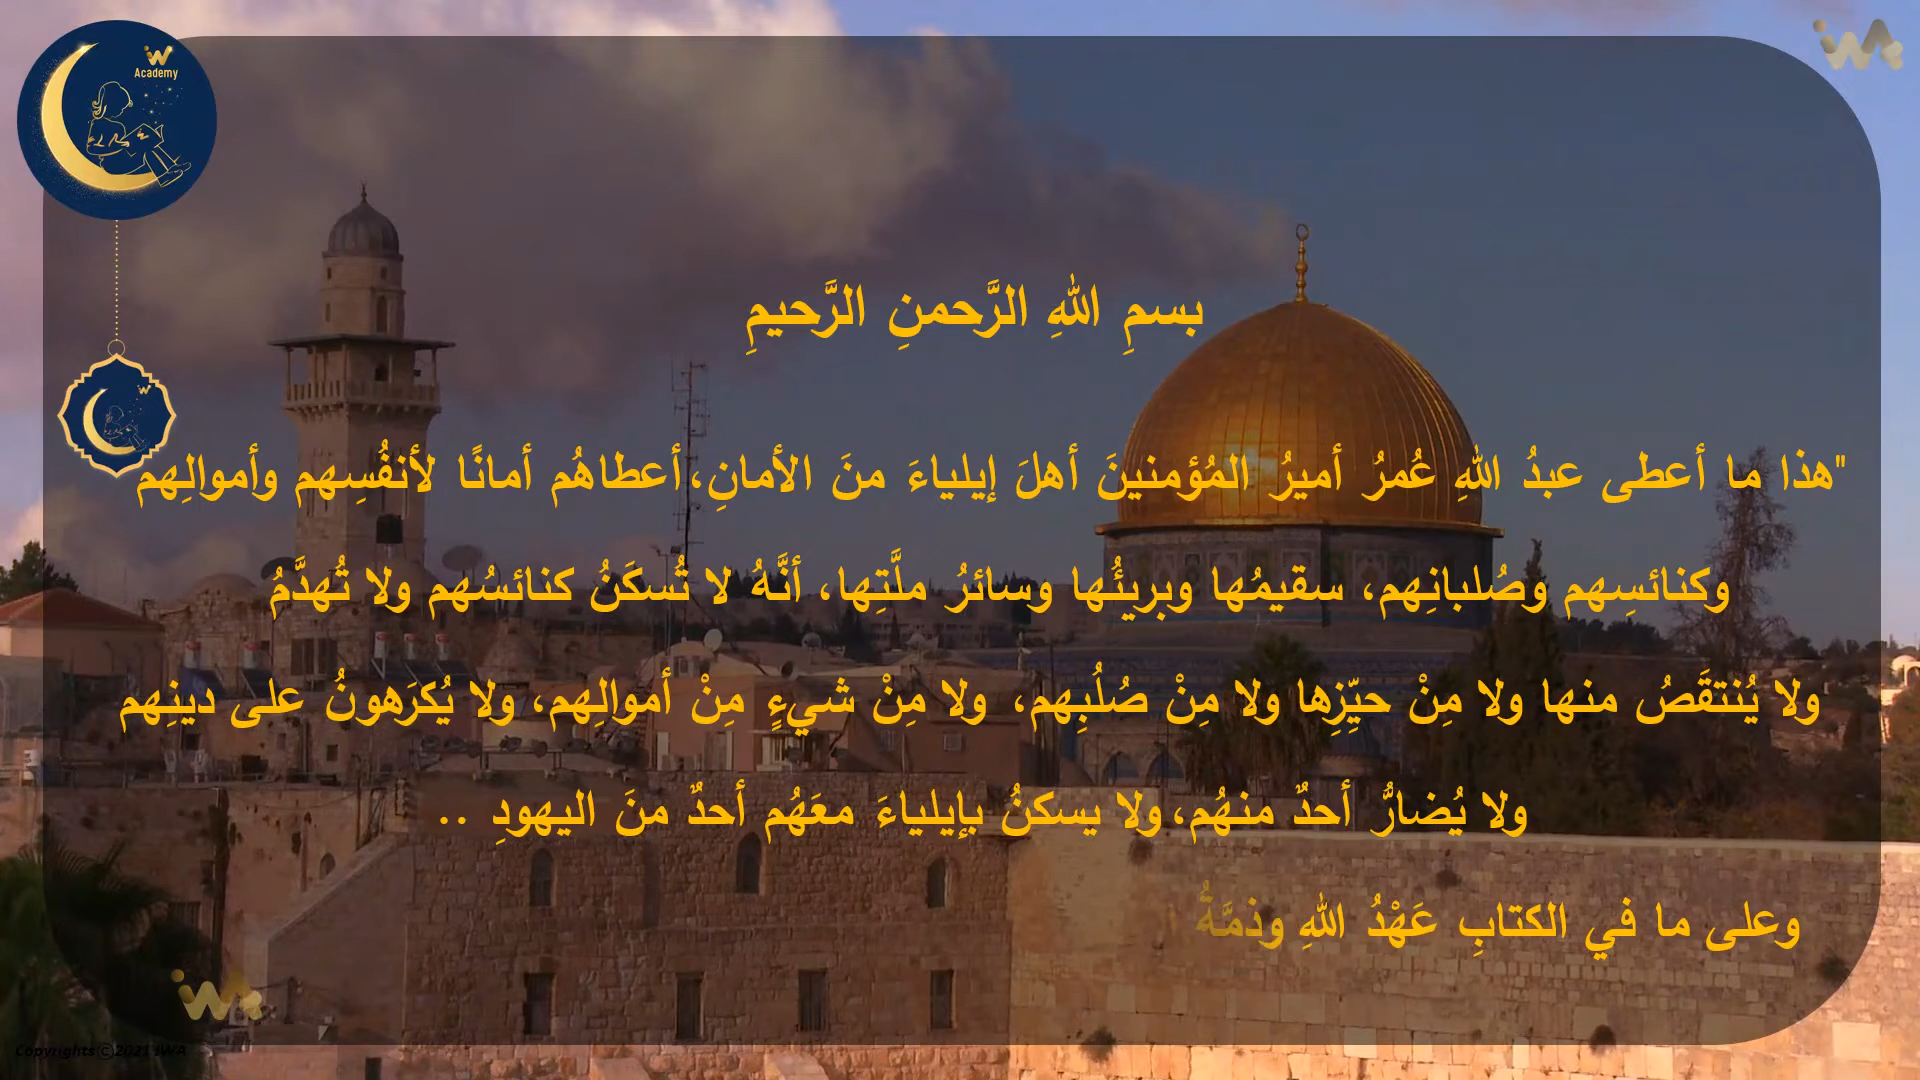 iW
Academy
iWA
بسمِ اللهِ الرَّحمنِ الرَّحيمِ
"هذا ما أعطى عبدُ اللهِ عُمرُ أميرُ المُؤمنينَ أهلَ إيلياءَ منَ الأمانِ، أعطاهُم أمانًا لأنفُسِهم وأموالِهم
وكنائسِهم وصُلبانِهم، سقيمُها وبريئُها وسائرُ ملَّتِها، أنَّهُ لا تُسكَنُ كنائسُهم ولا تُهدَّمُ
ولا يُنتقَصُ منها ولا مِنْ حيِّزِها ولا مِنْ صُلُبِهم، ولا مِنْ شيءٍ مِنْ أموالِهم، ولا يُكرَهونُ على دينِهم
ولا يُضارُّ أحدٌ منهُم، ولا يسكنُ بإيلياءَ معَهُم أحدٌ منَ اليهودِ ..
وعلى ما في الكتابِ عَهْدُ اللهِ وذمَّةُ
iWA
Copyrights©2021 IWA